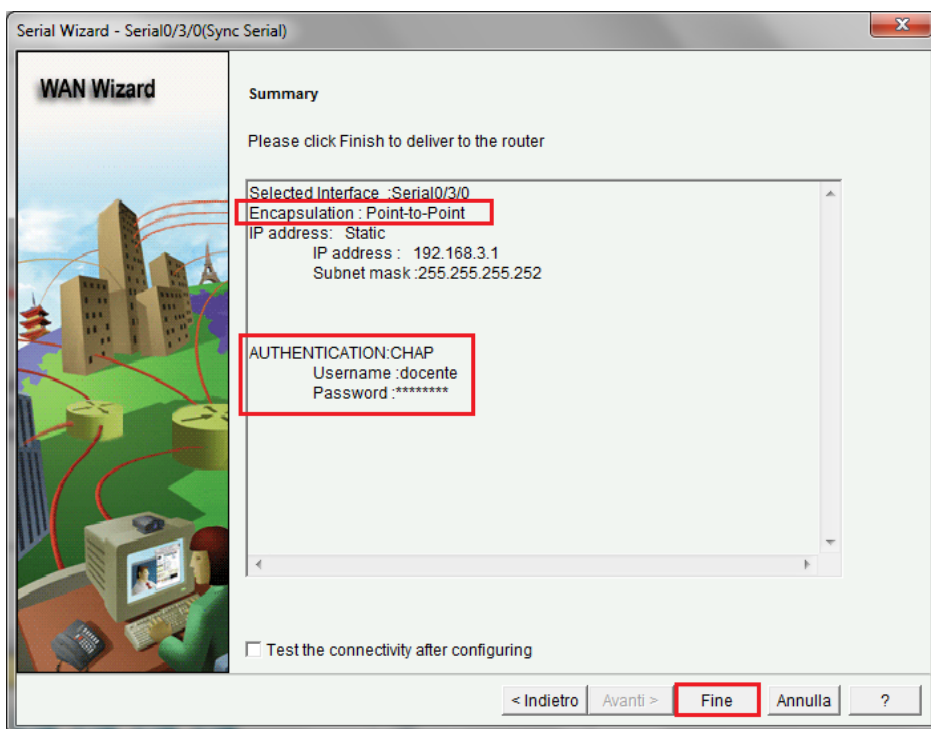 Serial Wizard - Serial0/3/0(Sync Serial)
WAN Wizard
Summary
Please click Finish to deliver to the router
Selected Interface :Serial0/3/0
Encapsulation : Point-to-Point
IP address: Static
IP address : 192.168.3.1
Subnet mask :255.255.255.252
AUTHENTICATION:CHAP
Username :docente
Password :********
Test the connectivity after configuring
< Indietro Avanti > Fine Annulla ?